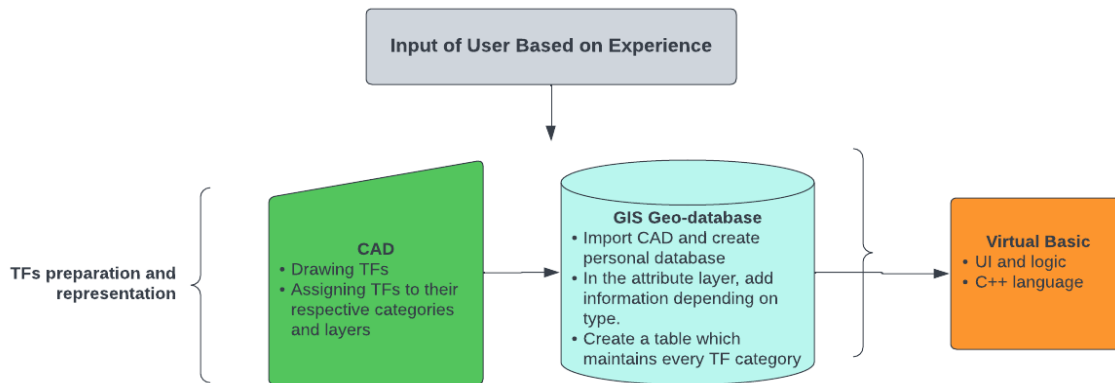 Input of User Based on Experience
TFs preparation and
representation
CAD
• Drawing TFs
• Assigning TFs to their
respective categories
and layers
GIS Geo-database
• Import CAD and create
personal database
• In the attribute layer, add
information depending on
type.
• Create a table which
maintains every TF category
Virtual Basic
• UI and logic
• C++ language